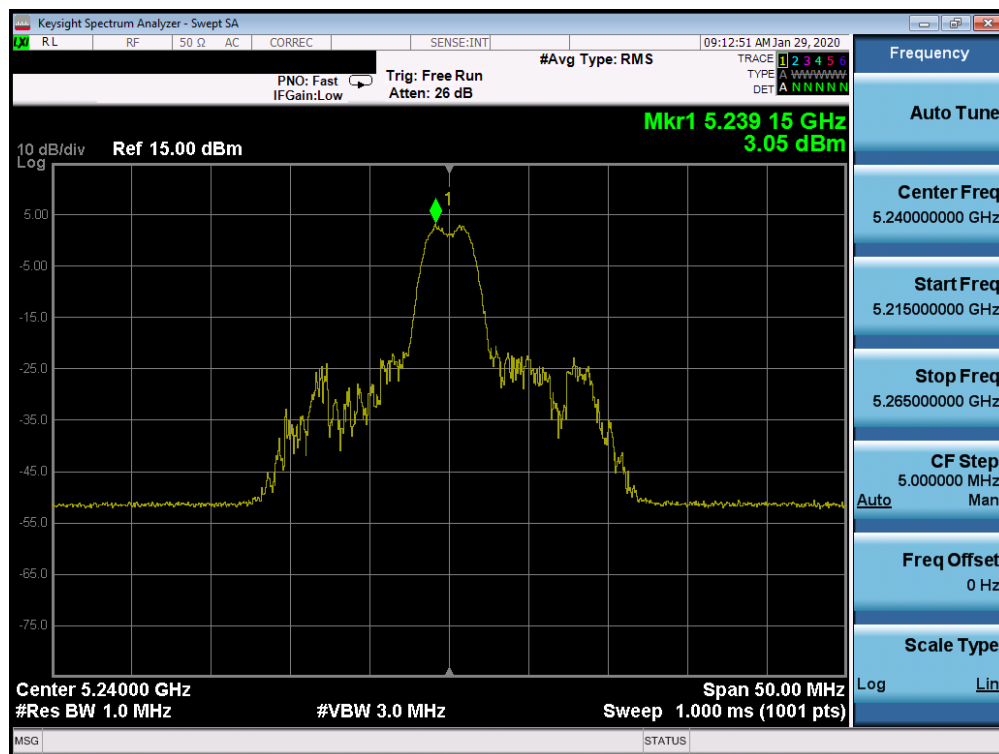 Keysight Spectrum Analyzer - Swept SA
LXI RL RF 50 Ω AC CORREC SENSE:INT 09:12:51 AM Jan 29, 2020
#Avg Type: RMS TRACE 1 2 3 4 5 6
PNO: Fast Trig: Free Run TYPE A WWWWW
IFGain:Low Atten: 26 dB DET A N N N N N
Mkr1 5.239 15 GHz
3.05 dBm
10 dB/div Ref 15.00 dBm
Log
1
5.00
-5.00
-15.0
-25.0
-35.0
-45.0
-55.0
-65.0
-75.0
Center 5.24000 GHz Span 50.00 MHz
#Res BW 1.0 MHz #VBW 3.0 MHz Sweep 1.000 ms (1001 pts)
MSG STATUS
Frequency
Auto Tune
Center Freq
5.240000000 GHz
Start Freq
5.215000000 GHz
Stop Freq
5.265000000 GHz
CF Step
5.000000 MHz
Auto Man
Freq Offset
0 Hz
Scale Type
Log Lin